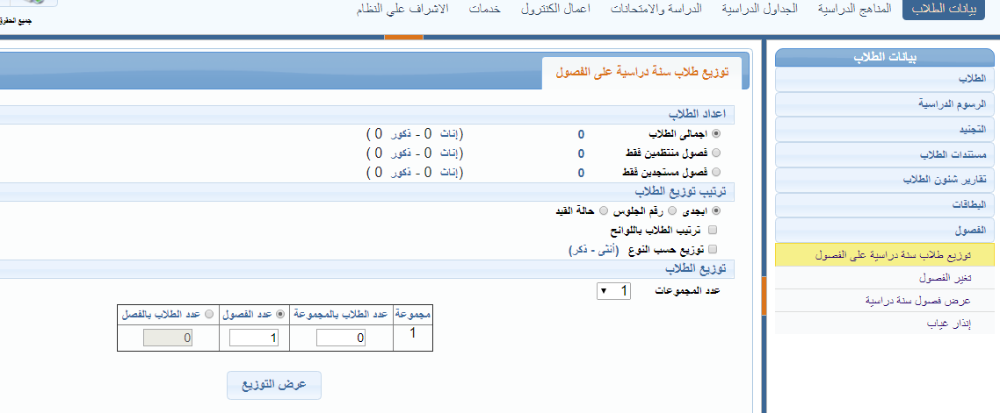 بيانات الطلاب المناهج الدراسية الجداول الدراسية الدراسة والامتحانات اعمال الكنترول خدمات الاشراف علي النظام
جميع الحقوق
بيانات الطلاب
الطلاب
الرسوم الدراسية
التجنيد
مستندات الطلاب
تقارير شئون الطلاب
البطاقات
الفصول
توزيع طلاب سنة دراسية على الفصول
تغير الفصول
عرض فصول سنة دراسية
إنذار غياب
توزيع طلاب سنة دراسية على الفصول
اعداد الطلاب
اجمالى الطلاب 0 (إناث 0 - ذكور 0 )
فصول منتظمين فقط 0 (إناث 0 - ذكور 0 )
فصول مستجدين فقط 0 (إناث 0 - ذكور 0 )
ترتيب توزيع الطلاب
ابجدى رقم الجلوس حالة القيد
ترتيب الطلاب باللوائح
توزيع حسب النوع (أنثى - ذكر)
توزيع الطلاب
عدد المجموعات 1
مجموعة عدد الطلاب بالمجموعة عدد الفصول عدد الطلاب بالفصل
1 0 1 0
عرض التوزيع